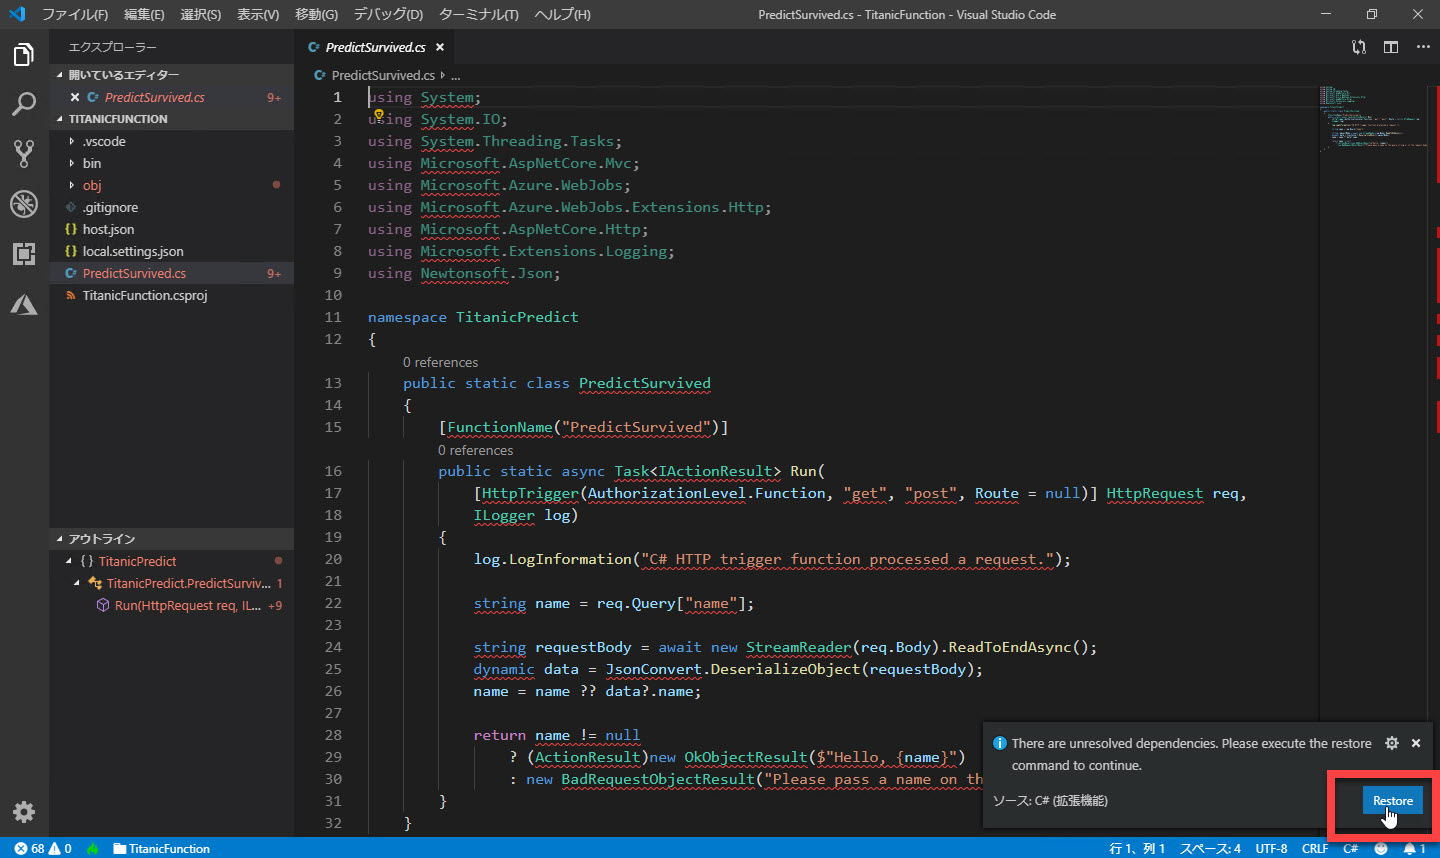 ファイル(F) 編集(E) 選択(S) 表示(V) 移動(G) デバッグ(D) ターミナル(T) ヘルプ(H) PredictSurvived.cs - TitanicFunction - Visual Studio Code
エクスプローラー
開いているエディター
PredictSurvived.cs 9+
TITANICFUNCTION
.vscode
bin
obj
.gitignore
host.json
local.settings.json
PredictSurvived.cs 9+
TitanicFunction.csproj
アウトライン
{ } TitanicPredict
TitanicPredict.PredictSurviv... 1
Run(HttpRequest req, IL... +9
PredictSurvived.cs
PredictSurvived.cs ...
1 using System;
2 using System.IO;
3 using System.Threading.Tasks;
4 using Microsoft.AspNetCore.Mvc;
5 using Microsoft.Azure.WebJobs;
6 using Microsoft.Azure.WebJobs.Extensions.Http;
7 using Microsoft.AspNetCore.Http;
8 using Microsoft.Extensions.Logging;
9 using Newtonsoft.Json;
10
11 namespace TitanicPredict
12 {
0 references
13 public static class PredictSurvived
14 {
15 [FunctionName("PredictSurvived")]
0 references
16 public static async Task<IActionResult> Run(
17 [HttpTrigger(AuthorizationLevel.Function, "get", "post", Route = null)] HttpRequest req,
18 ILogger log)
19 {
20 log.LogInformation("C# HTTP trigger function processed a request.");
21
22 string name = req.Query["name"];
23
24 string requestBody = await new StreamReader(req.Body).ReadToEndAsync();
25 dynamic data = JsonConvert.DeserializeObject(requestBody);
26 name = name ?? data?.name;
27
28 return name != null
29 ? (ActionResult)new OkObjectResult($"Hello, {name}")
30 : new BadRequestObjectResult("Please pass a name on th
31 }
32 }
There are unresolved dependencies. Please execute the restore
command to continue.
ソース: C# (拡張機能)
Restore
68 0 TitanicFunction 行 1、列 1 スペース: 4 UTF-8 CRLF C# 1